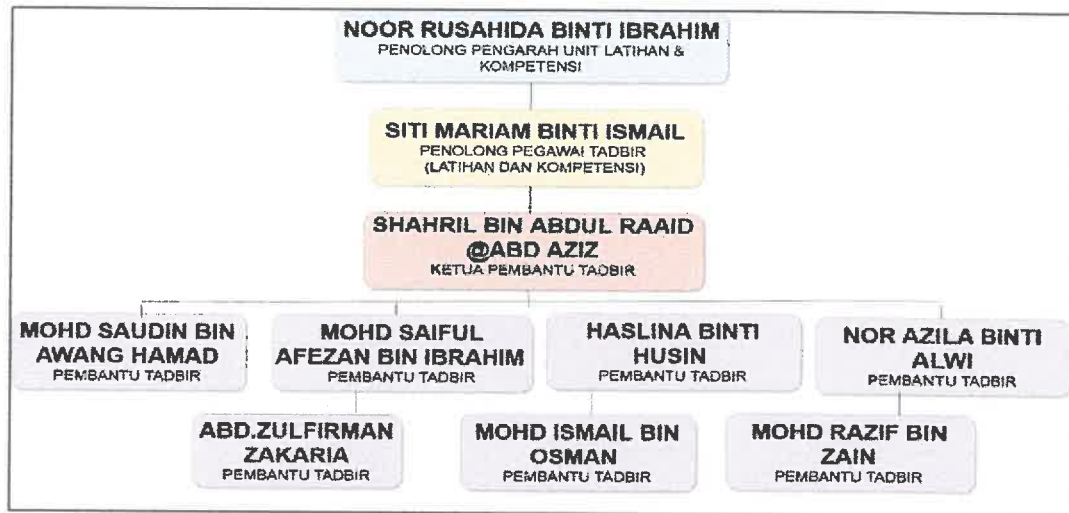 NOOR RUSAHIDA BINTI IBRAHIM
PENOLONG PENGARAH UNIT LATIHAN &
KOMPETENSI
SITI MARIAM BINTI ISMAIL
PENOLONG PEGAWAI TADBIR
(LATIHAN DAN KOMPETENSI)
SHAHRIL BIN ABDUL RAAID
@ABD AZIZ
KETUA PEMBANTU TADBIR
MOHD SAUDIN BIN
AWANG HAMAD
PEMBANTU TADBIR
MOHD SAIFUL
AFEZAN BIN IBRAHIM
PEMBANTU TADBIR
HASLINA BINTI
HUSIN
PEMBANTU TADBIR
NOR AZILA BINTI
ALWI
PEMBANTU TADBIR
ABD.ZULFIRMAN
ZAKARIA
PEMBANTU TADBIR
MOHD ISMAIL BIN
OSMAN
PEMBANTU TADBIR
MOHD RAZIF BIN
ZAIN
PEMBANTU TADBIR